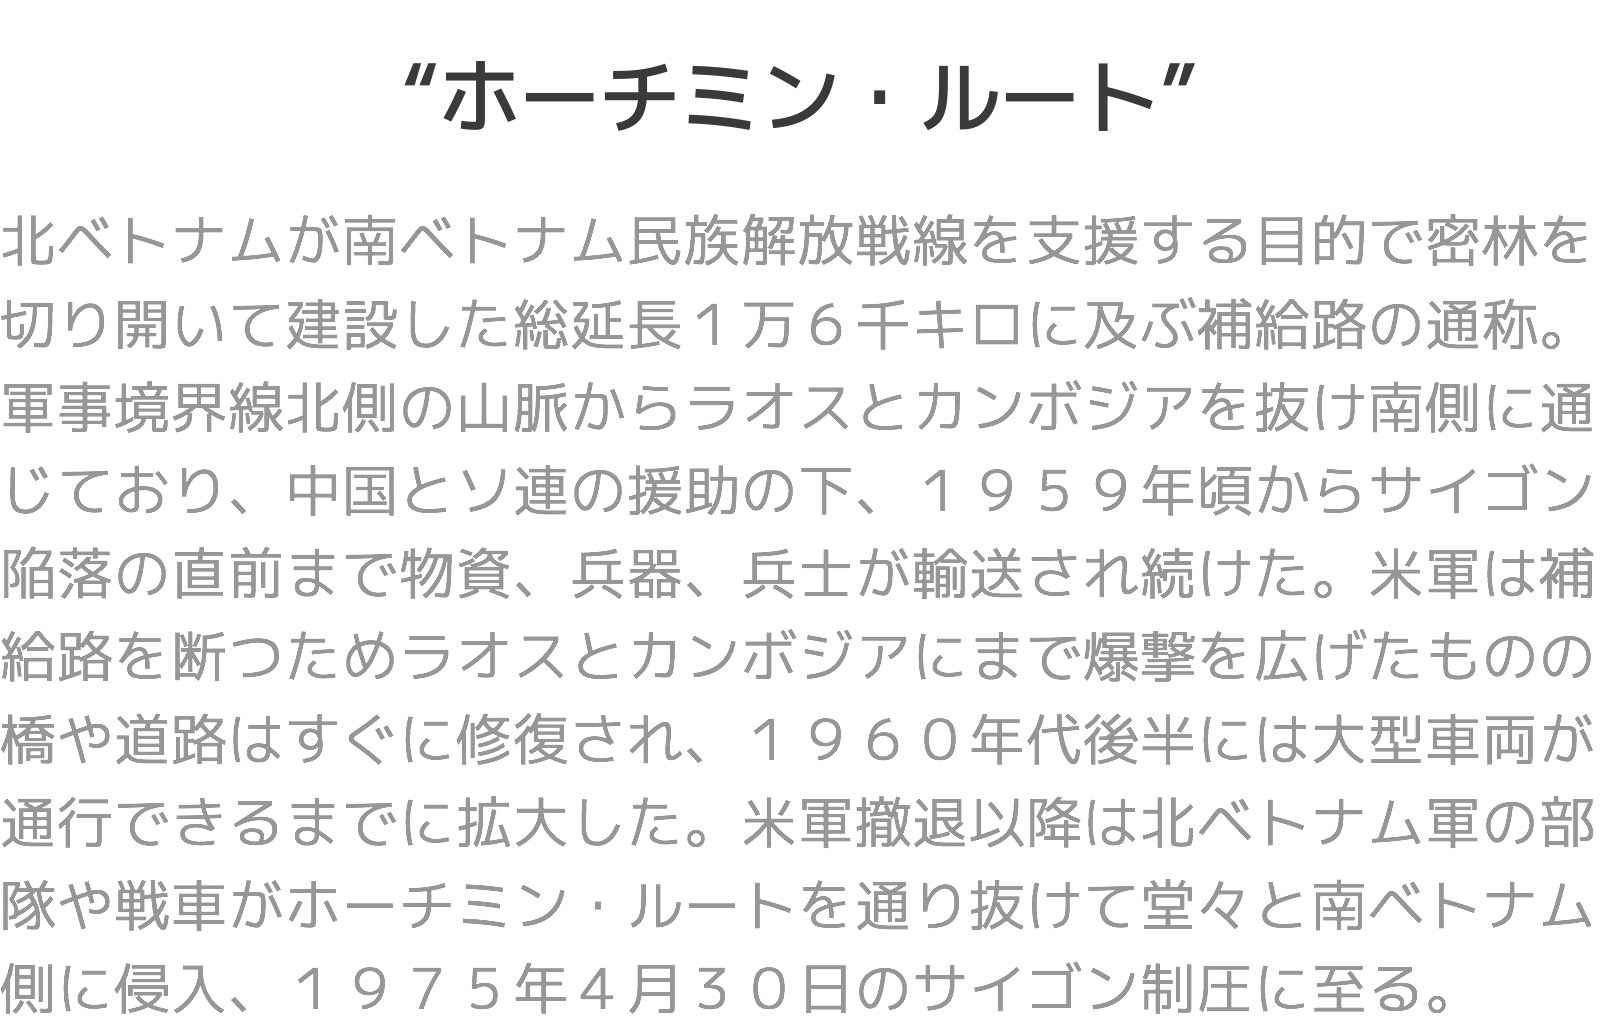 “ホーチミン・ルート”
北ベトナムが南ベトナム民族解放戦線を支援する目的で密林を
切り開いて建設した総延長１万６千キロに及ぶ補給路の通称。
軍事境界線北側の山脈からラオスとカンボジアを抜け南側に通
じており、中国とソ連の援助の下、１９５９年頃からサイゴン
陥落の直前まで物資、兵器、兵士が輸送され続けた。米軍は補
給路を断つためラオスとカンボジアにまで爆撃を広げたものの
橋や道路はすぐに修復され、１９６０年代後半には大型車両が
通行できるまでに拡大した。米軍撤退以降は北ベトナム軍の部
隊や戦車がホーチミン・ルートを通り抜けて堂々と南ベトナム
側に侵入、１９７５年４月３０日のサイゴン制圧に至る。